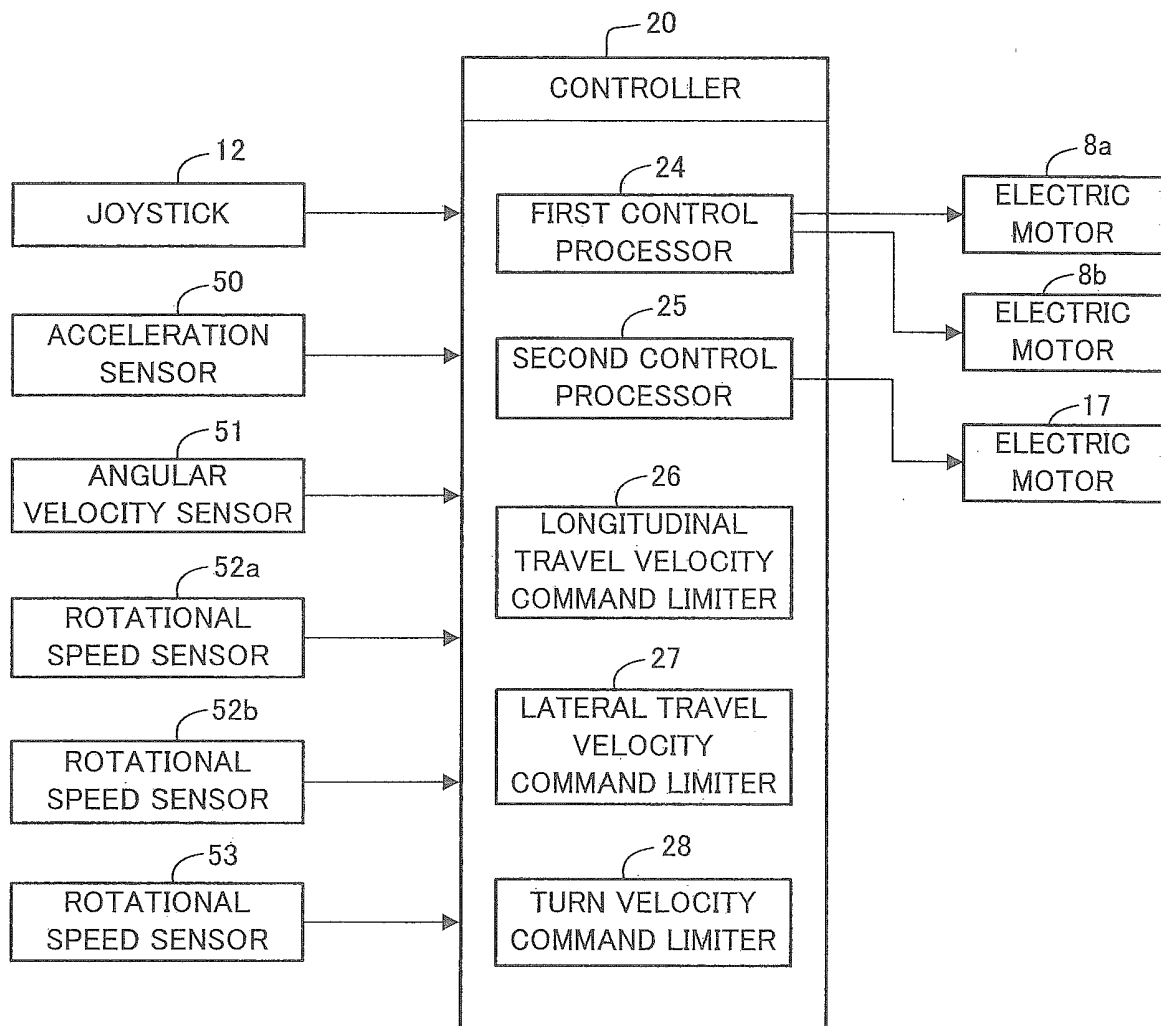 20
CONTROLLER
12
JOYSTICK
50
ACCELERATION
SENSOR
51
ANGULAR
VELOCITY SENSOR
52a
ROTATIONAL
SPEED SENSOR
52b
ROTATIONAL
SPEED SENSOR
53
ROTATIONAL
SPEED SENSOR
24
FIRST CONTROL
PROCESSOR
25
SECOND CONTROL
PROCESSOR
26
LONGITUDINAL
TRAVEL VELOCITY
COMMAND LIMITER
27
LATERAL TRAVEL
VELOCITY
COMMAND LIMITER
28
TURN VELOCITY
COMMAND LIMITER
8a
ELECTRIC
MOTOR
8b
ELECTRIC
MOTOR
17
ELECTRIC
MOTOR